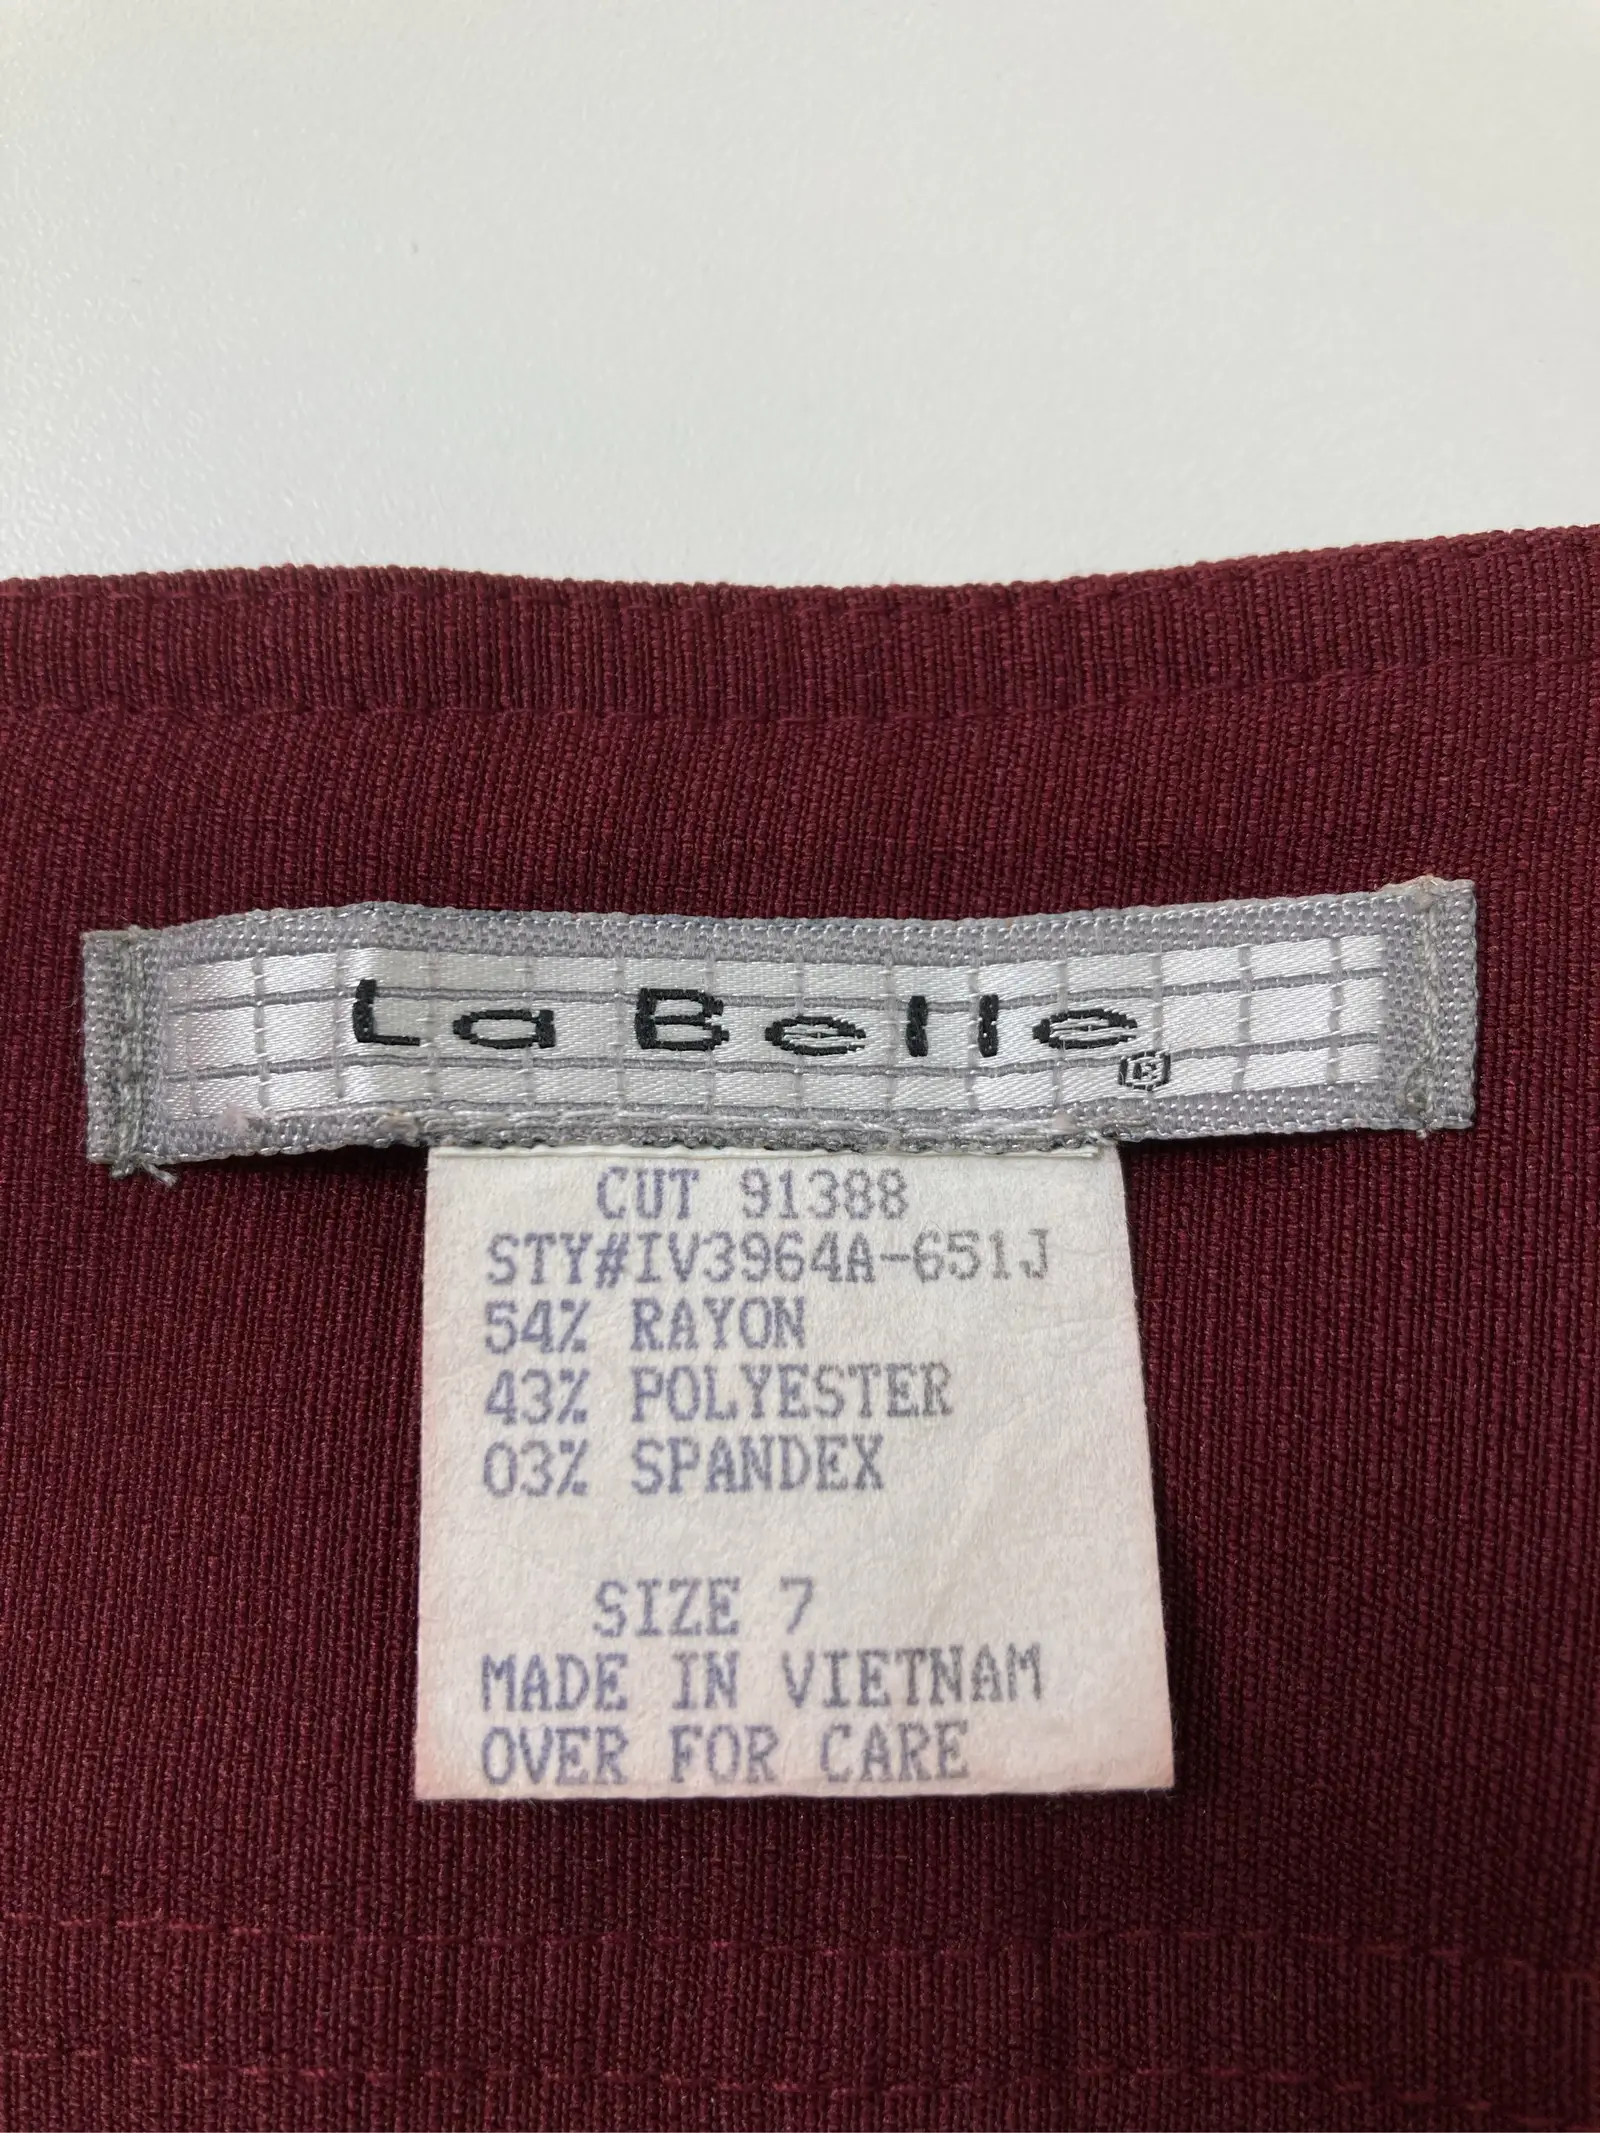 La Belle®
CUT 91388
STY#IV3964A-651J
54% RAYON
43% POLYESTER
03% SPANDEX
SIZE 7
MADE IN VIETNAM
OVER FOR CARE